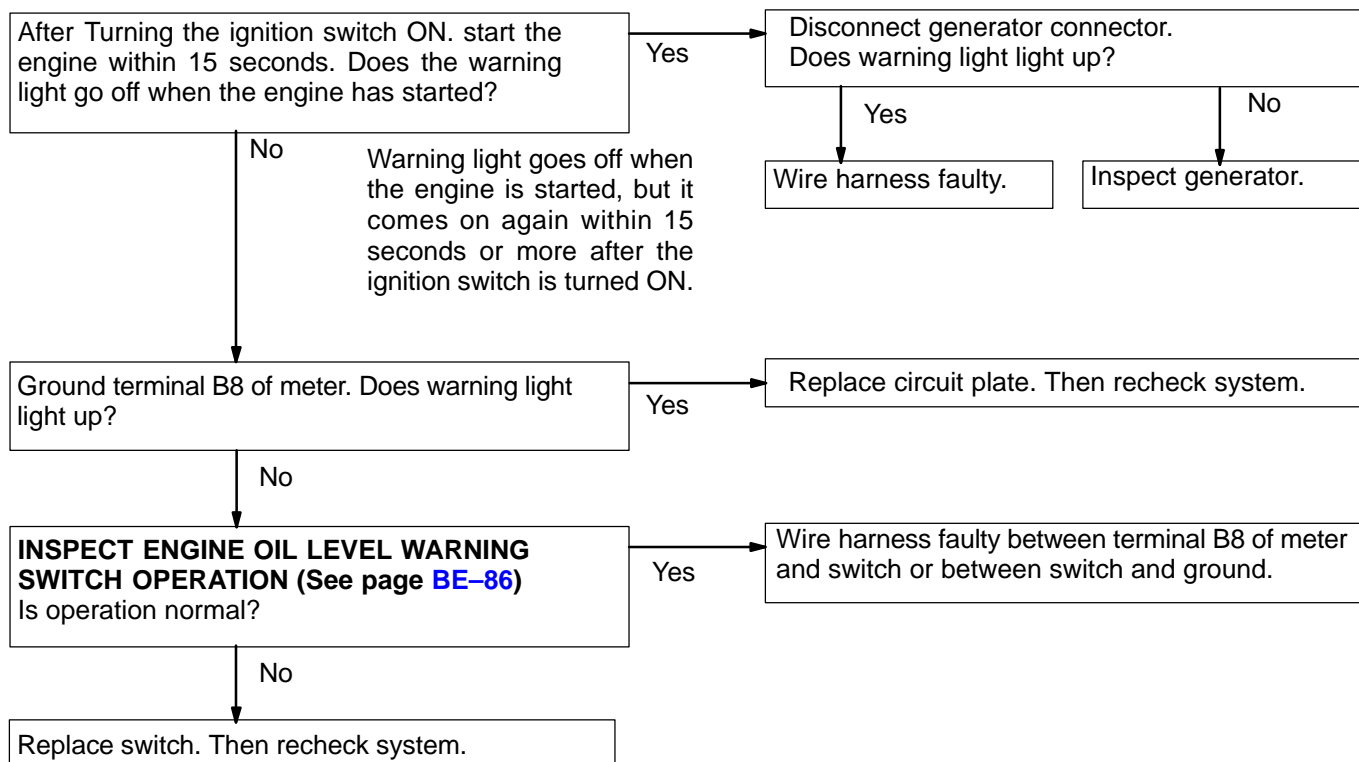 After Turning the ignition switch ON. start the
engine within 15 seconds. Does the warning
light go off when the engine has started?
Yes
Disconnect generator connector.
Does warning light light up?
Yes
No
Wire harness faulty.
Inspect generator.
No
Warning light goes off when
the engine is started, but it
comes on again within 15
seconds or more after the
ignition switch is turned ON.
Ground terminal B8 of meter. Does warning light
light up?
Yes
Replace circuit plate. Then recheck system.
No
INSPECT ENGINE OIL LEVEL WARNING
SWITCH OPERATION (See page BE–86)
Is operation normal?
Yes
Wire harness faulty between terminal B8 of meter
and switch or between switch and ground.
No
Replace switch. Then recheck system.